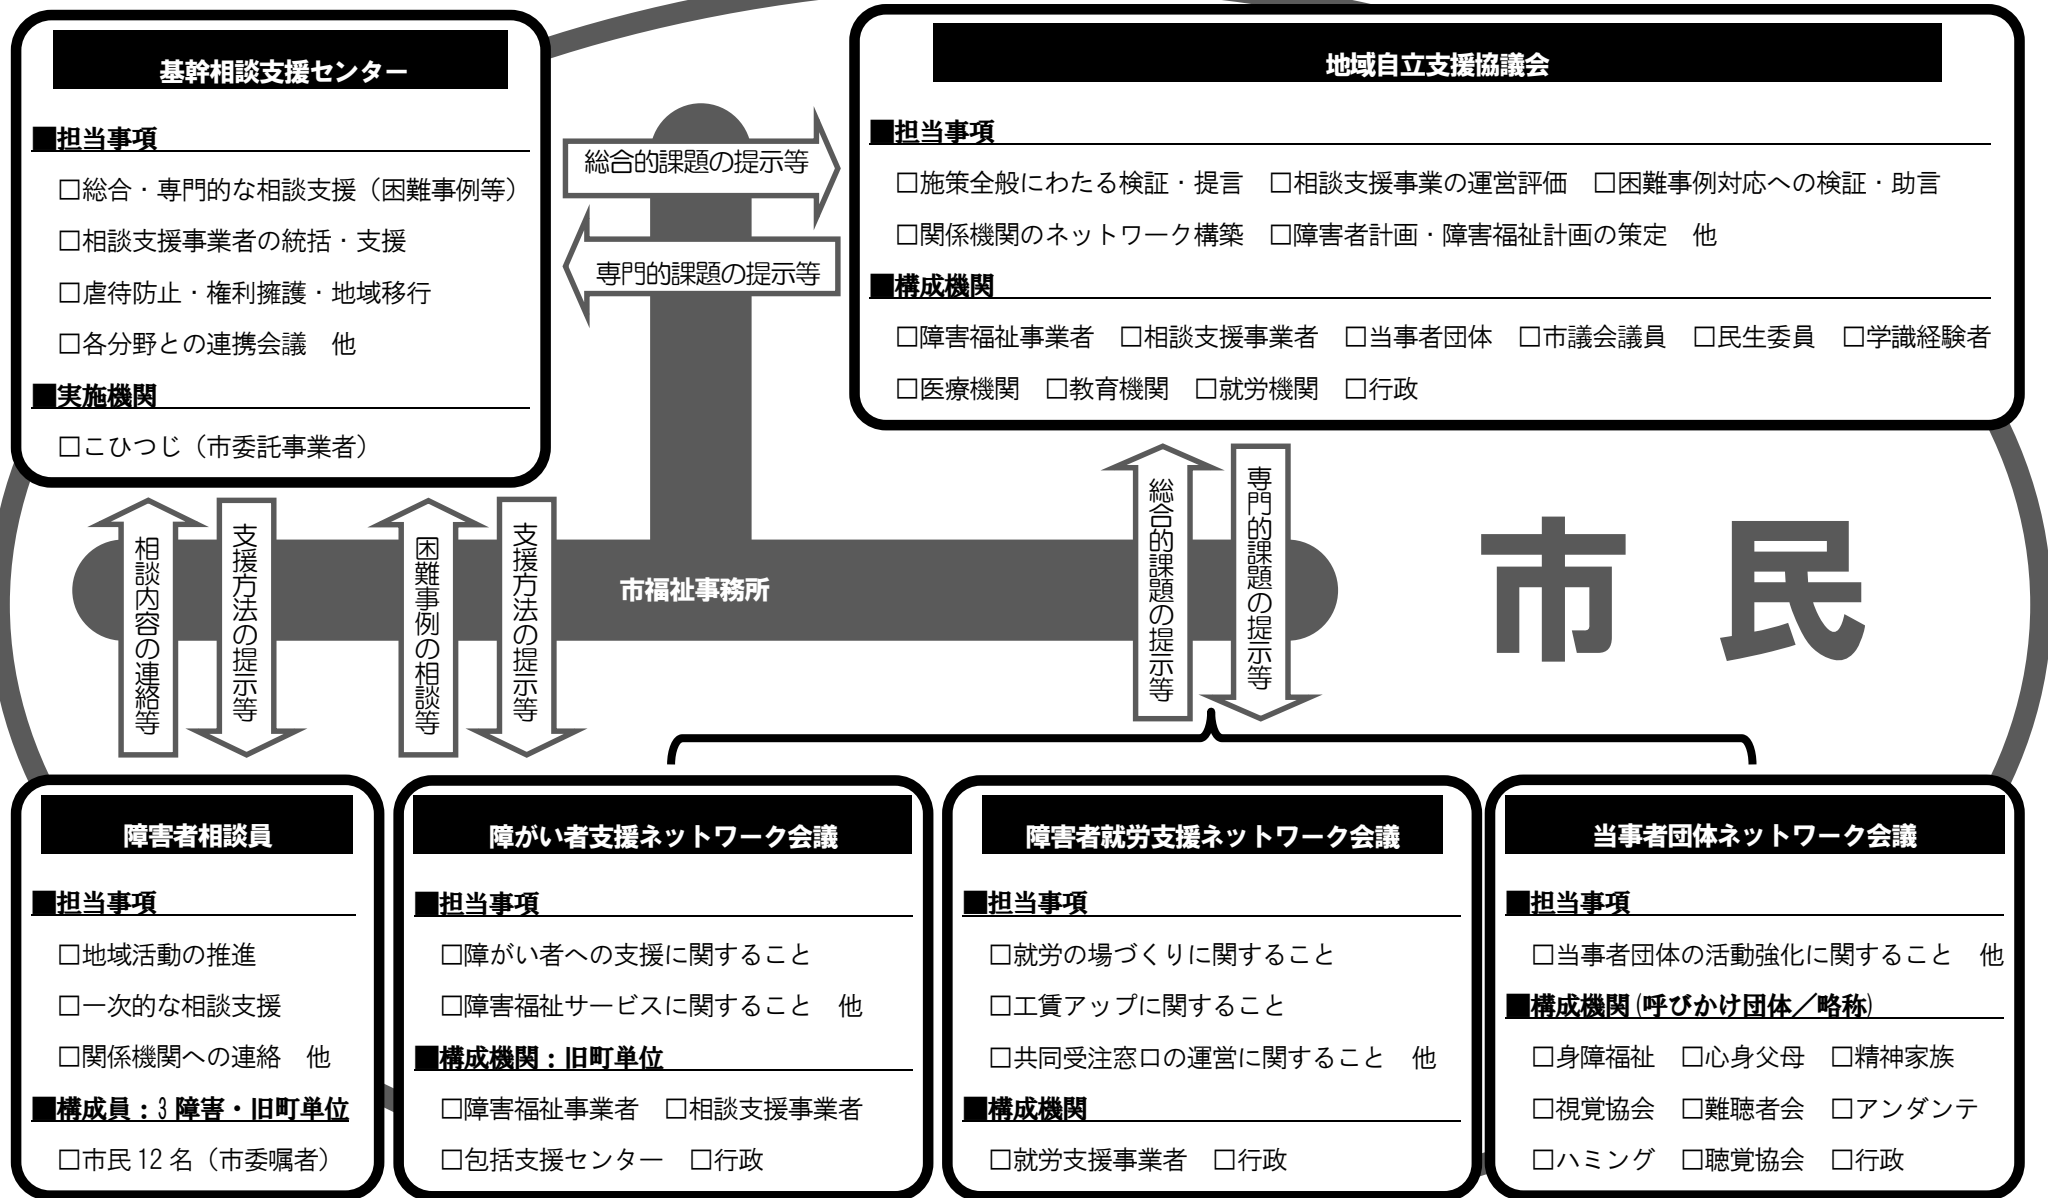 基幹相談支援センター
■担当事項
□総合・専門的な相談支援（困難事例等）
□相談支援事業者の統括・支援
□虐待防止・権利擁護・地域移行
□各分野との連携会議　他
■実施機関
□こひつじ（市委託事業者）
総合的課題の提示等
専門的課題の提示等
地域自立支援協議会
■担当事項
□施策全般にわたる検証・提言　□相談支援事業の運営評価　□困難事例対応への検証・助言
□関係機関のネットワーク構築　□障害者計画・障害福祉計画の策定　他
■構成機関
□障害福祉事業者　□相談支援事業者　□当事者団体　□市議会議員　□民生委員　□学識経験者
□医療機関　□教育機関　□就労機関　□行政
相談内容の連絡等
支援方法の提示等
困難事例の相談等
支援方法の提示等
市福祉事務所
総合的課題の提示等
専門的課題の提示等
市民
障害者相談員
■担当事項
□地域活動の推進
□一次的な相談支援
□関係機関への連絡　他
■構成員：3 障害・旧町単位
□市民 12 名（市委嘱者）
障がい者支援ネットワーク会議
■担当事項
□障がい者への支援に関すること
□障害福祉サービスに関すること　他
■構成機関：旧町単位
□障害福祉事業者　□相談支援事業者
□包括支援センター　□行政
障害者就労支援ネットワーク会議
■担当事項
□就労の場づくりに関すること
□工賃アップに関すること
□共同受注窓口の運営に関すること　他
■構成機関
□就労支援事業者　□行政
当事者団体ネットワーク会議
■担当事項
□当事者団体の活動強化に関すること　他
■構成機関(呼びかけ団体／略称)
□身障福祉　□心身父母　□精神家族
□視覚協会　□難聴者会　□アンダンテ
□ハミング　□聴覚協会　□行政